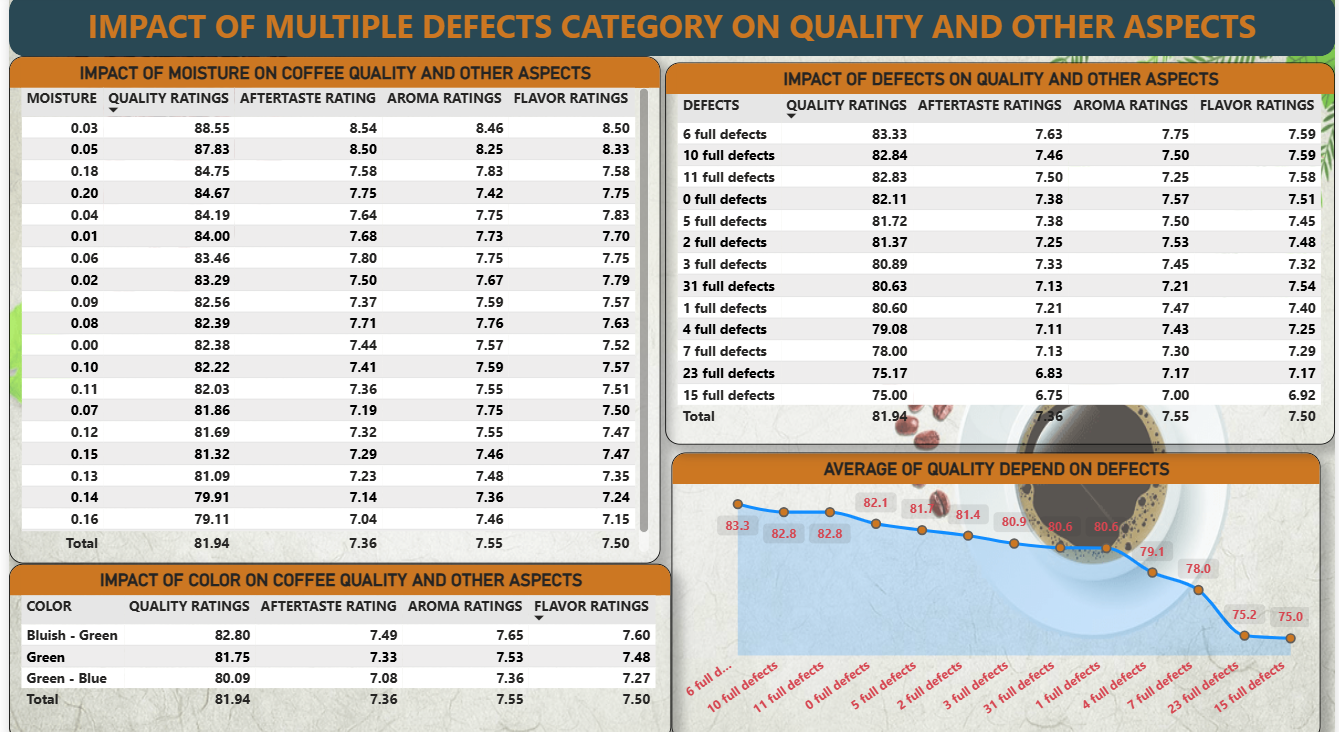 IMPACT OF MULTIPLE DEFECTS CATEGORY ON QUALITY AND OTHER ASPECTS
IMPACT OF MOISTURE ON COFFEE QUALITY AND OTHER ASPECTS
MOISTURE QUALITY RATINGS AFTERTASTE RATING AROMA RATINGS FLAVOR RATINGS
0.03 88.55 8.54 8.46 8.50
0.05 87.83 8.50 8.25 8.33
0.18 84.75 7.58 7.83 7.58
0.20 84.67 7.75 7.42 7.75
0.04 84.19 7.64 7.75 7.83
0.01 84.00 7.68 7.73 7.70
0.06 83.46 7.80 7.75 7.75
0.02 83.29 7.50 7.67 7.79
0.09 82.56 7.37 7.59 7.57
0.08 82.39 7.71 7.76 7.63
0.00 82.38 7.44 7.57 7.52
0.10 82.22 7.41 7.59 7.57
0.11 82.03 7.36 7.55 7.51
0.07 81.86 7.19 7.75 7.50
0.12 81.69 7.32 7.55 7.47
0.15 81.32 7.29 7.46 7.47
0.13 81.09 7.23 7.48 7.35
0.14 79.91 7.14 7.36 7.24
0.16 79.11 7.04 7.46 7.15
Total 81.94 7.36 7.55 7.50
IMPACT OF COLOR ON COFFEE QUALITY AND OTHER ASPECTS
COLOR QUALITY RATINGS AFTERTASTE RATING AROMA RATINGS FLAVOR RATINGS
Bluish - Green 82.80 7.49 7.65 7.60
Green 81.75 7.33 7.53 7.48
Green - Blue 80.09 7.08 7.36 7.27
Total 81.94 7.36 7.55 7.50
IMPACT OF DEFECTS ON QUALITY AND OTHER ASPECTS
DEFECTS QUALITY RATINGS AFTERTASTE RATINGS AROMA RATINGS FLAVOR RATINGS
6 full defects 83.33 7.63 7.75 7.59
10 full defects 82.84 7.46 7.50 7.59
11 full defects 82.83 7.50 7.25 7.58
0 full defects 82.11 7.38 7.57 7.51
5 full defects 81.72 7.38 7.50 7.45
2 full defects 81.37 7.25 7.53 7.48
3 full defects 80.89 7.33 7.45 7.32
31 full defects 80.63 7.13 7.21 7.54
1 full defects 80.60 7.21 7.47 7.40
4 full defects 79.08 7.11 7.43 7.25
7 full defects 78.00 7.13 7.30 7.29
23 full defects 75.17 6.83 7.17 7.17
15 full defects 75.00 6.75 7.00 6.92
Total 81.94 7.36 7.55 7.50
AVERAGE OF QUALITY DEPEND ON DEFECTS
83.3 82.8 82.8 82.1 81.7 81.4 80.9 80.6 80.6 79.1 78.0 75.2 75.0
6 full d...
10 full defects
11 full defects
0 full defects
5 full defects
2 full defects
3 full defects
31 full defects
1 full defects
4 full defects
7 full defects
23 full defects
15 full defects